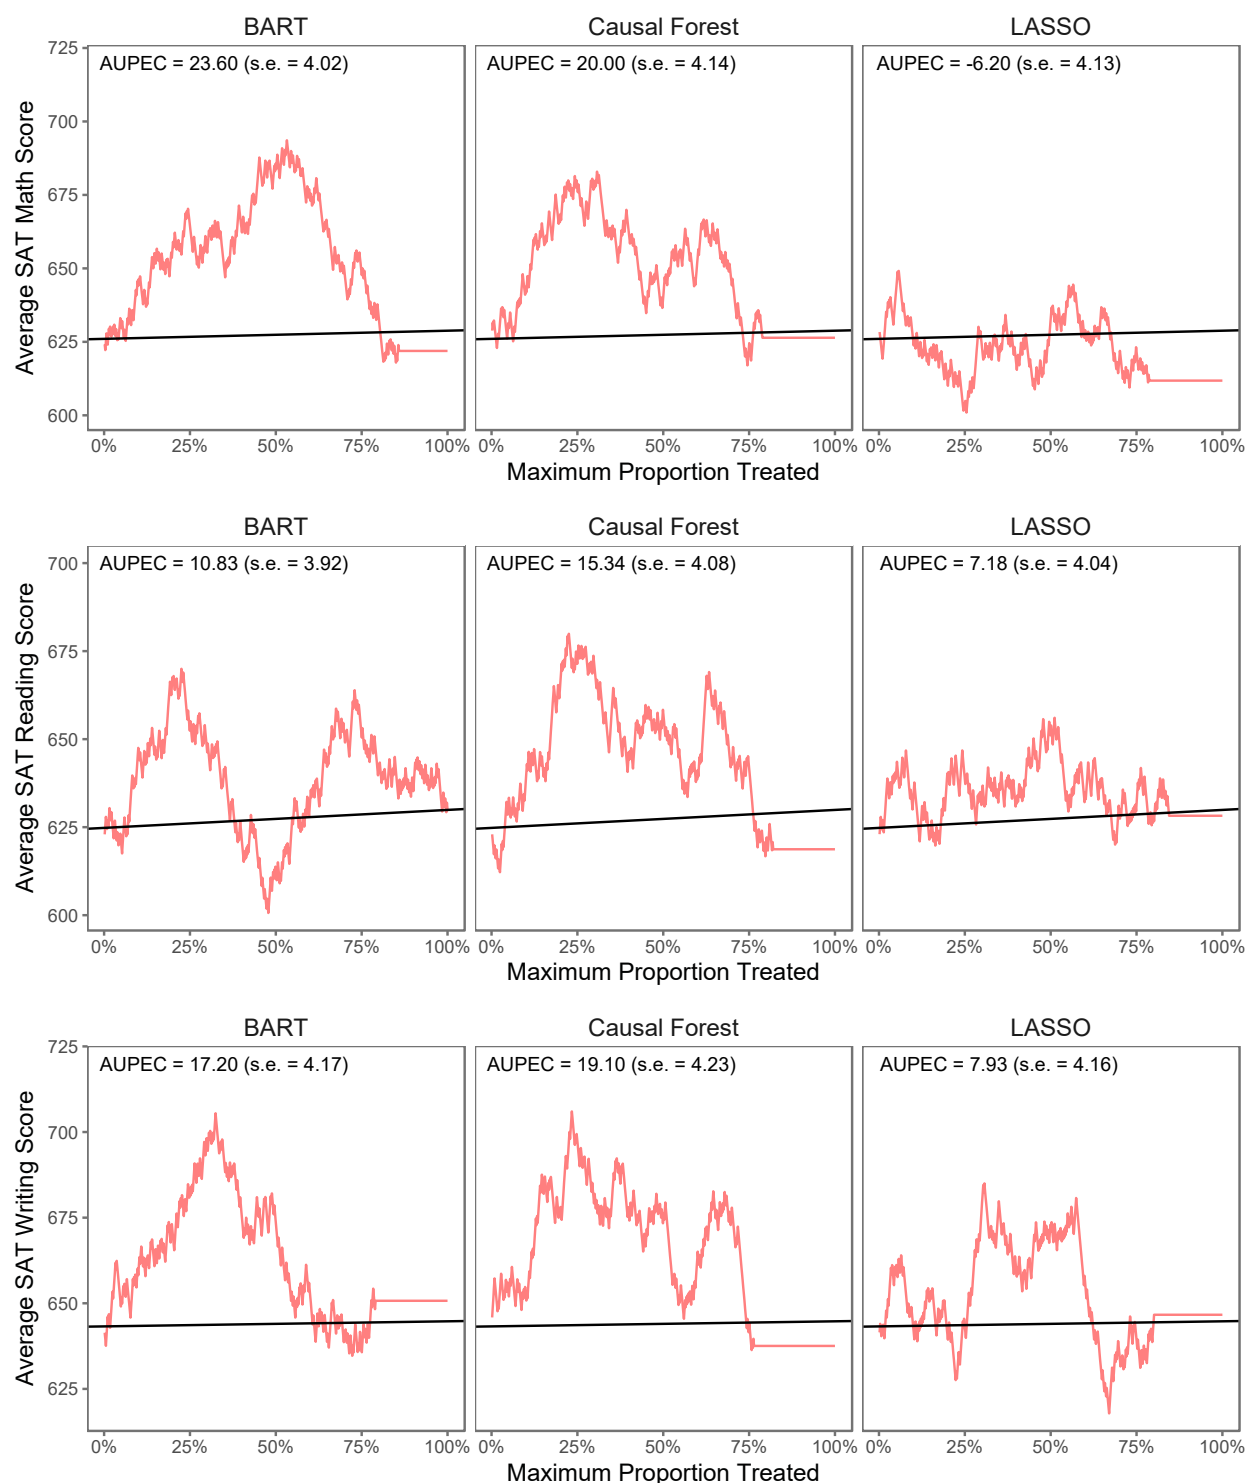 BART
Causal Forest
LASSO
AUPEC = 23.60 (s.e. = 4.02)
AUPEC = 20.00 (s.e. = 4.14)
AUPEC = -6.20 (s.e. = 4.13)
Average SAT Math Score
725
700
675
650
625
600
0% 25% 50% 75% 100%
0% 25% 50% 75% 100%
0% 25% 50% 75% 100%
Maximum Proportion Treated
BART
Causal Forest
LASSO
AUPEC = 10.83 (s.e. = 3.92)
AUPEC = 15.34 (s.e. = 4.08)
AUPEC = 7.18 (s.e. = 4.04)
Average SAT Reading Score
700
675
650
625
600
0% 25% 50% 75% 100%
0% 25% 50% 75% 100%
0% 25% 50% 75% 100%
Maximum Proportion Treated
BART
Causal Forest
LASSO
AUPEC = 17.20 (s.e. = 4.17)
AUPEC = 19.10 (s.e. = 4.23)
AUPEC = 7.93 (s.e. = 4.16)
Average SAT Writing Score
725
700
675
650
625
0% 25% 50% 75% 100%
0% 25% 50% 75% 100%
0% 25% 50% 75% 100%
Maximum Proportion Treated